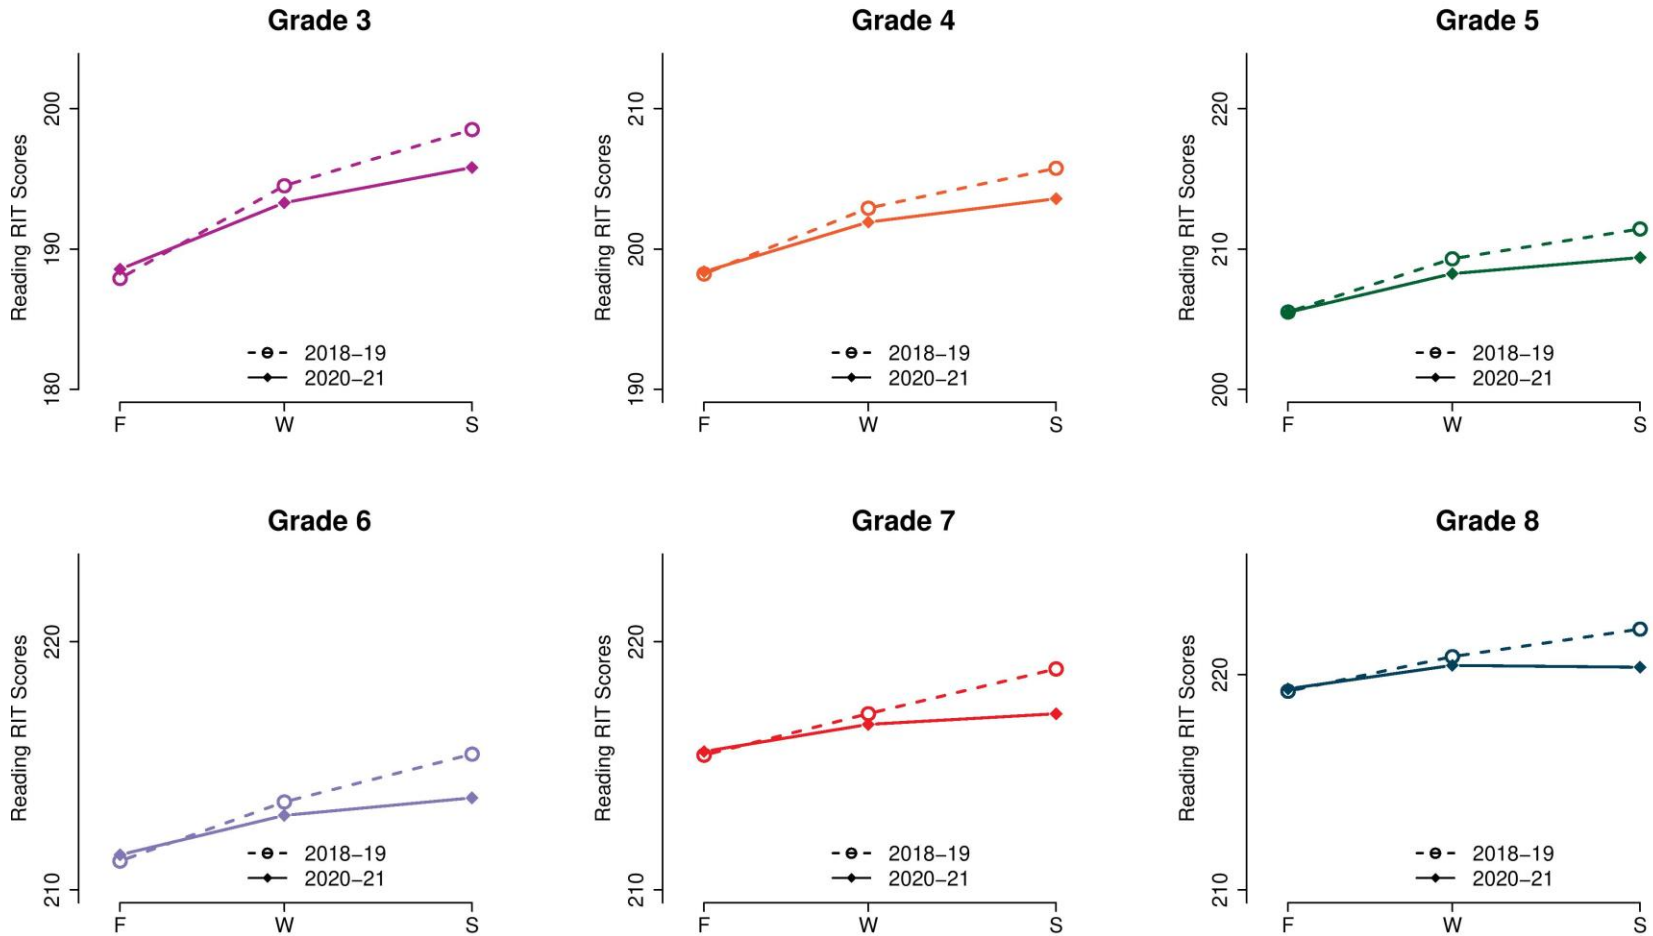 Grade 3
Reading RIT Scores
200
190
180
2018–19
2020–21
F W S
Grade 4
Reading RIT Scores
210
200
190
2018–19
2020–21
F W S
Grade 5
Reading RIT Scores
220
210
200
2018–19
2020–21
F W S
Grade 6
Reading RIT Scores
220
210
2018–19
2020–21
F W S
Grade 7
Reading RIT Scores
220
210
2018–19
2020–21
F W S
Grade 8
Reading RIT Scores
220
210
2018–19
2020–21
F W S